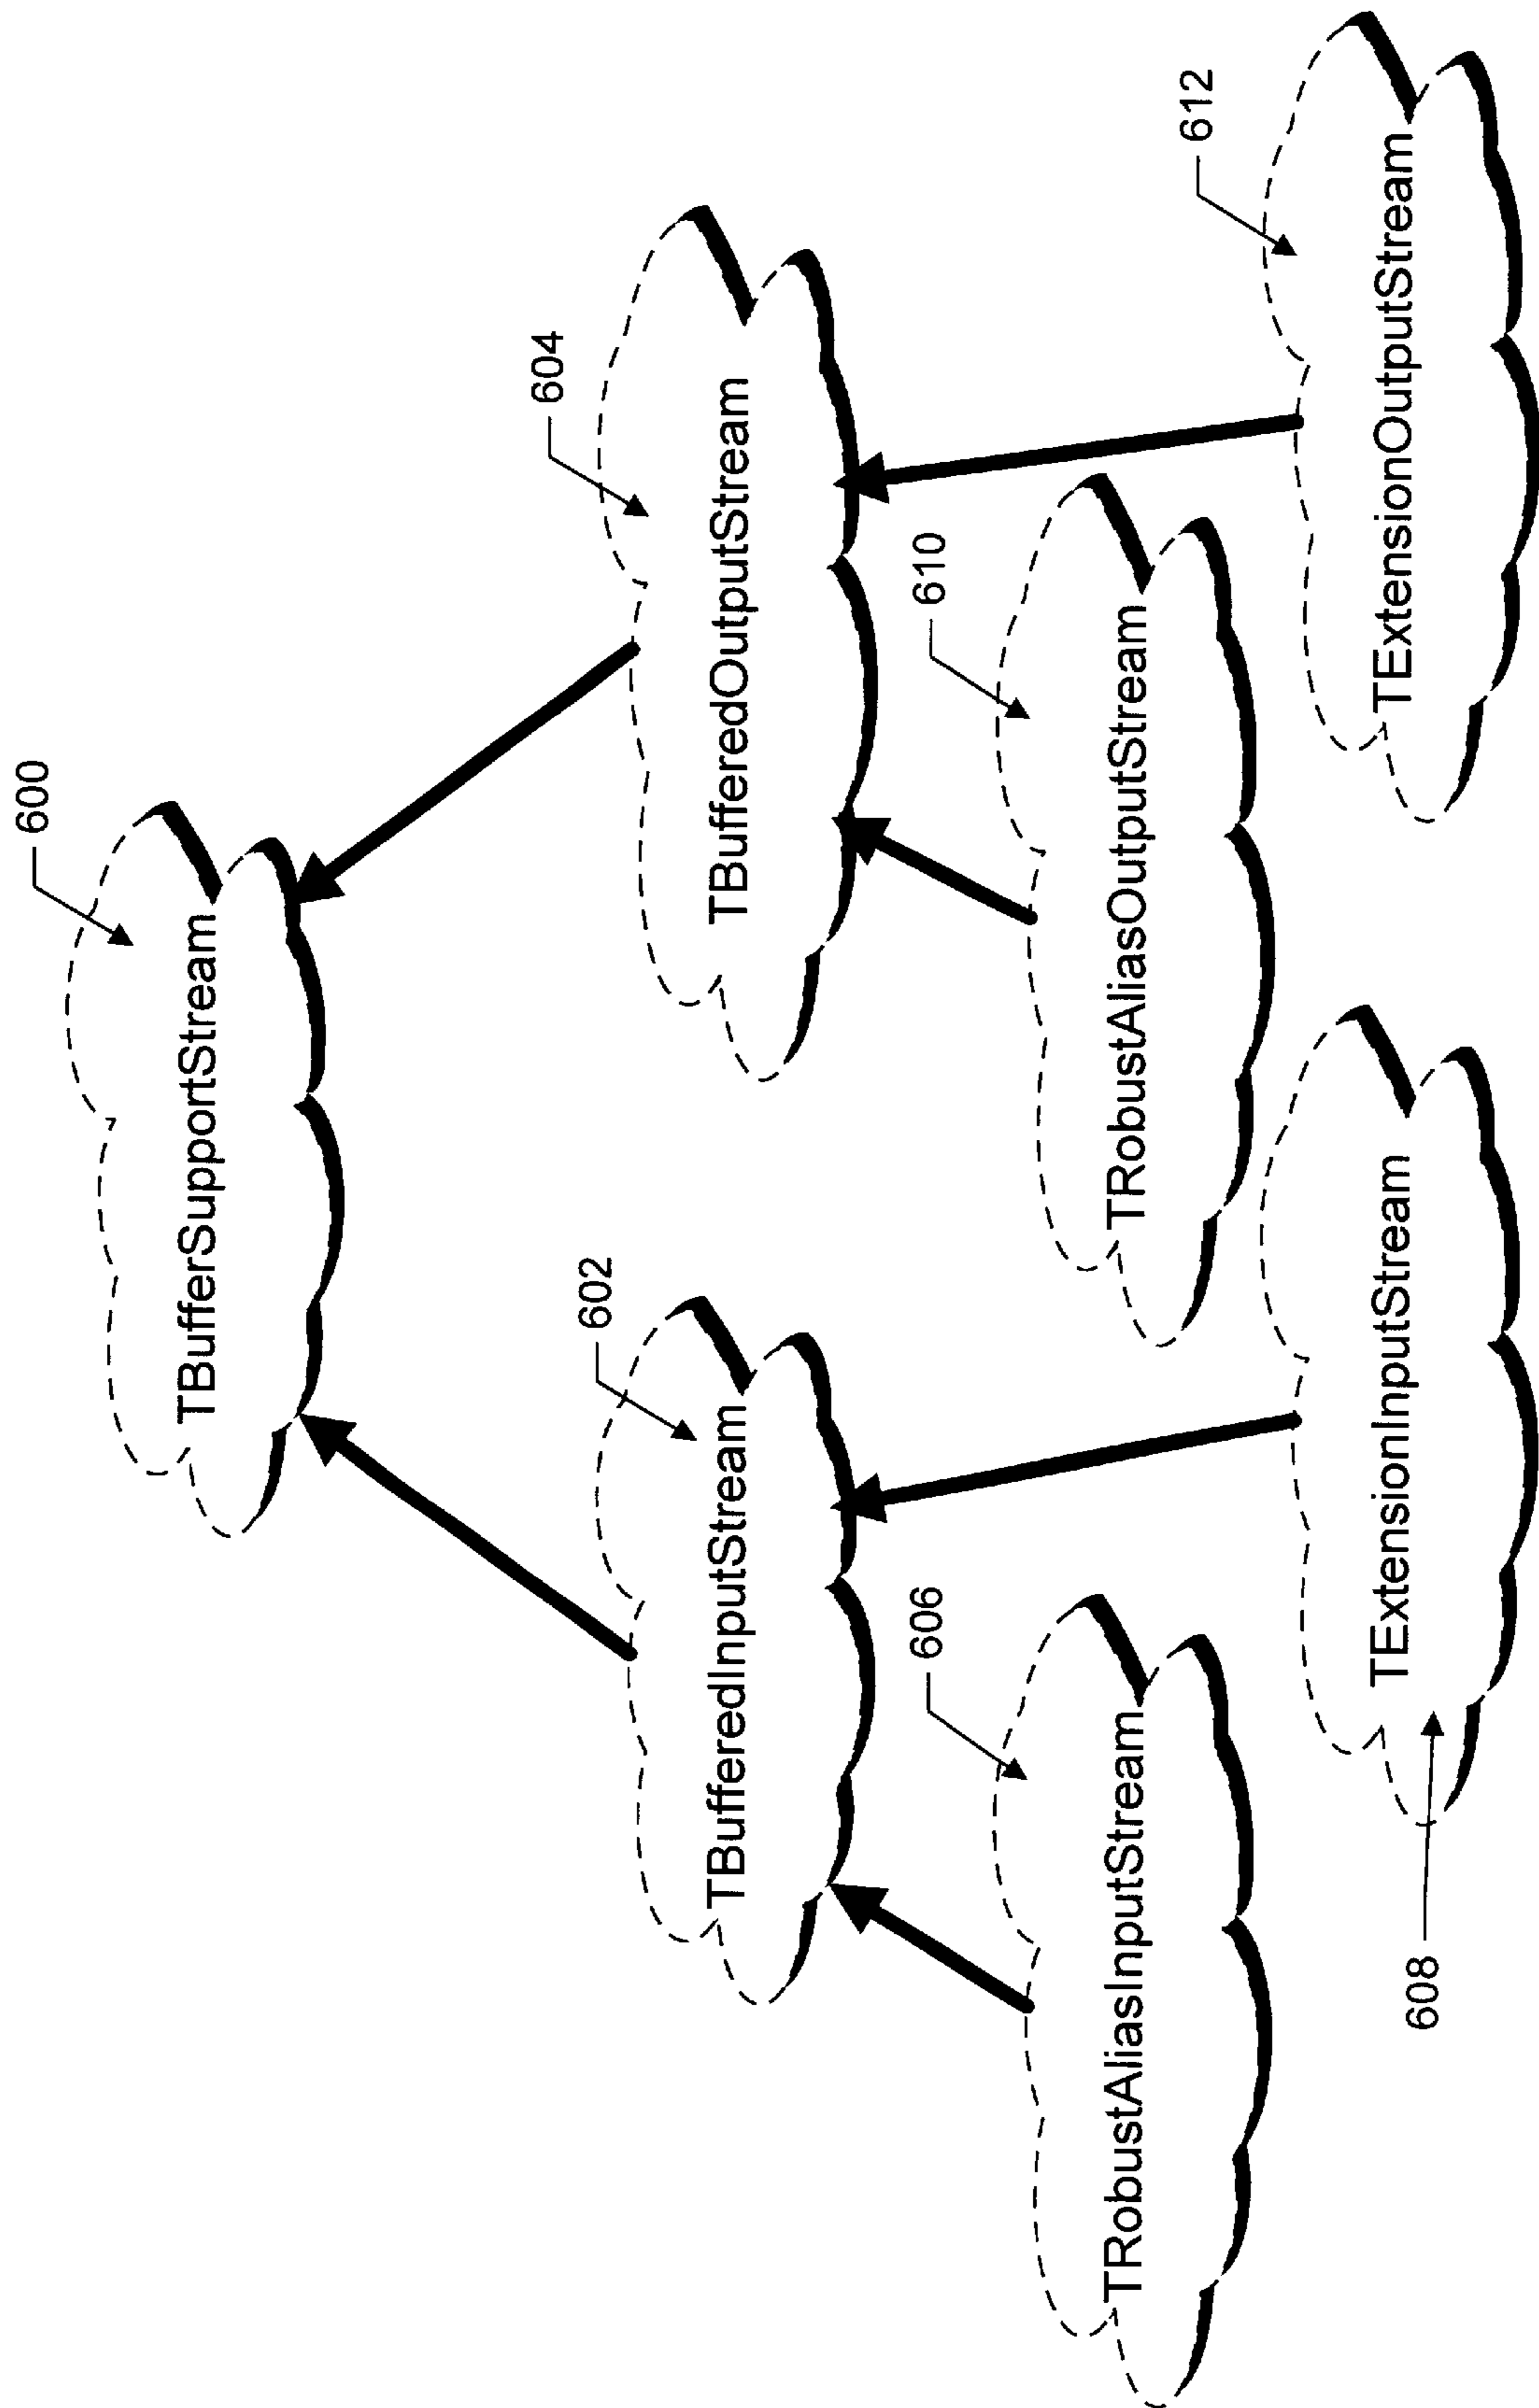 600
TBufferSupportStream
602
TBufferedInputStream
604
TBufferedOutputStream
606
TRobustAliasInputStream
608
TExtensionInputStream
610
TRobustAliasOutputStream
612
TExtensionOutputStream